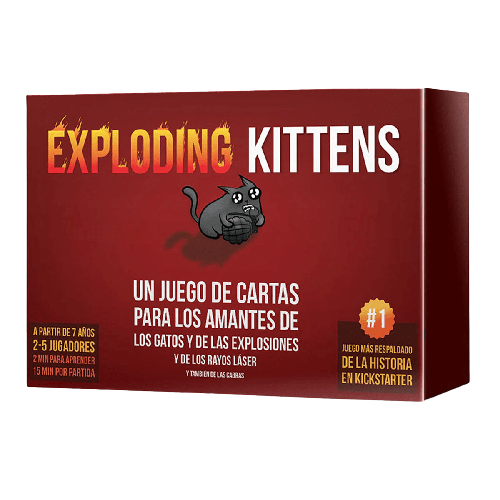 EXPLODING KITTENS
UN JUEGO DE CARTAS
PARA LOS AMANTES DE
LOS GATOS Y DE LAS EXPLOSIONES
Y DE LOS RAYOS LÁSER
Y TAMBIÉN DE LAS CABRAS
A PARTIR DE 7 AÑOS
2-5 JUGADORES
2 MIN PARA APRENDER
15 MIN POR PARTIDA
#1
JUEGO MÁS RESPALDADO
DE LA HISTORIA
EN KICKSTARTER